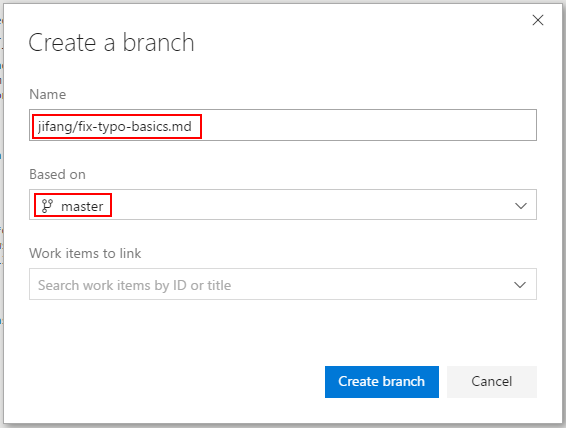 Create a branch
Name
jifang/fix-typo-basics.md
Based on
master
Work items to link
Search work items by ID or title
Create branch
Cancel